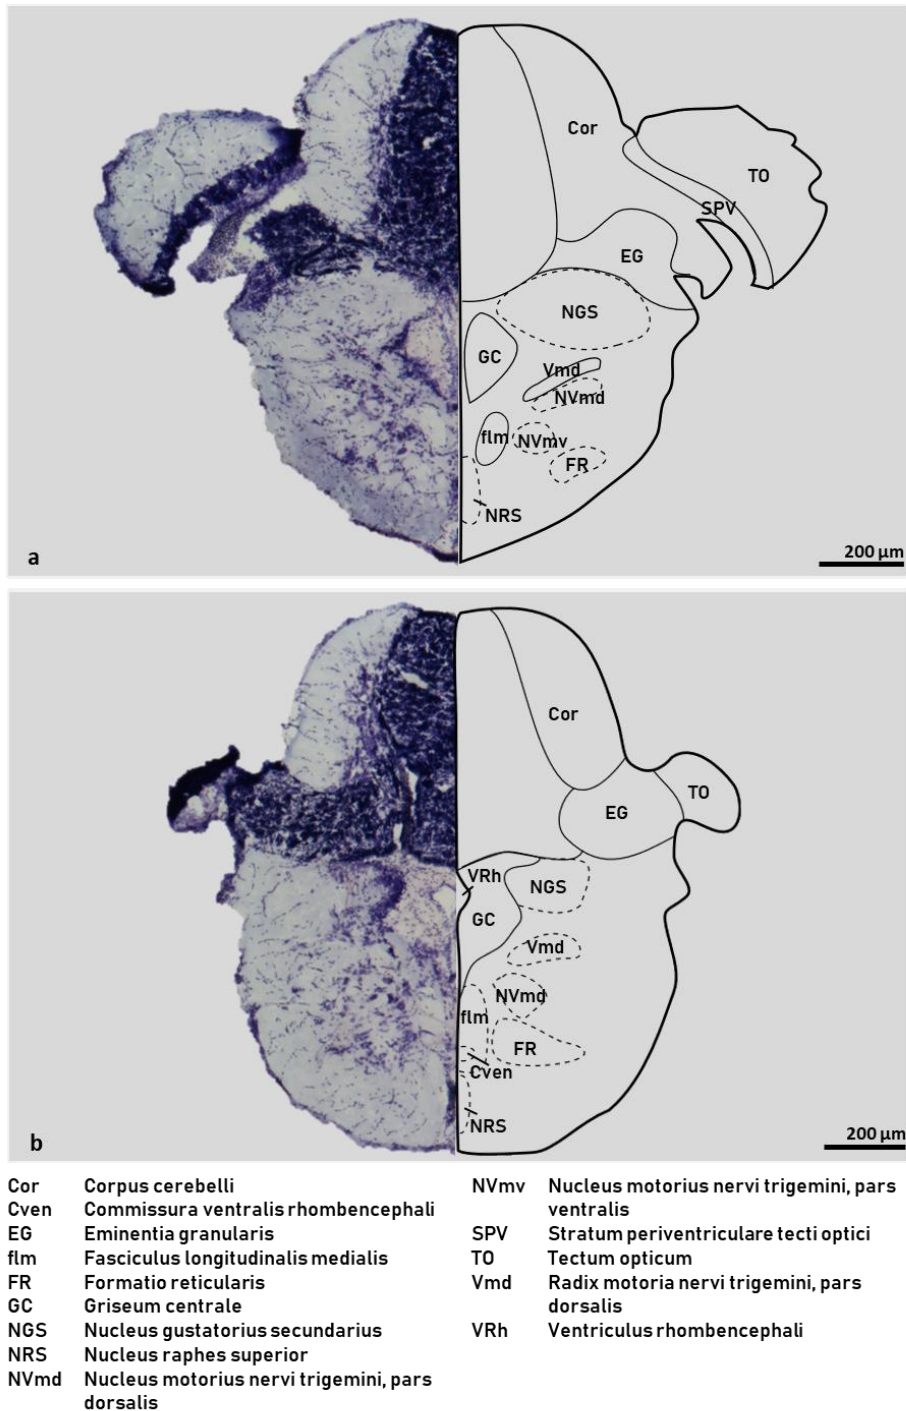 Cor
TO
SPV
EG
NGS
GC
Vmd
NVmd
flm
NVmv
FR
NRS
a
200 µm
Cor
TO
EG
VRh
NGS
GC
Vmd
NVmd
flm
FR
Cven
NRS
b
200 µm
Cor Corpus cerebelli
Cven Commissura ventralis rhombencephali
EG Eminentia granularis
flm Fasciculus longitudinalis medialis
FR Formatio reticularis
GC Griseum centrale
NGS Nucleus gustatorius secundarius
NRS Nucleus raphes superior
NVmd Nucleus motorius nervi trigemini, pars
dorsalis
NVmv Nucleus motorius nervi trigemini, pars
ventralis
SPV Stratum periventriculare tecti optici
TO Tectum opticum
Vmd Radix motoria nervi trigemini, pars
dorsalis
VRh Ventriculus rhombencephali